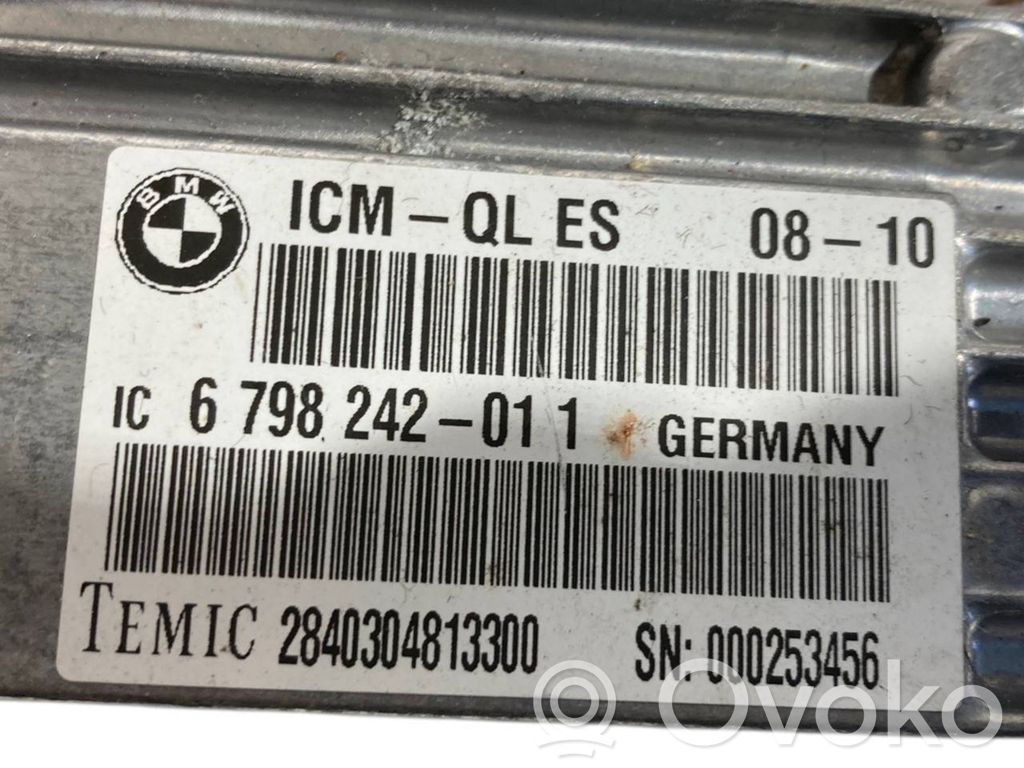 BMW
ICM – QL ES 08 – 10
IC 6 798 242 – 01 1 GERMANY
TEMIC 2840304813300 SN: 000253456
Ovoko